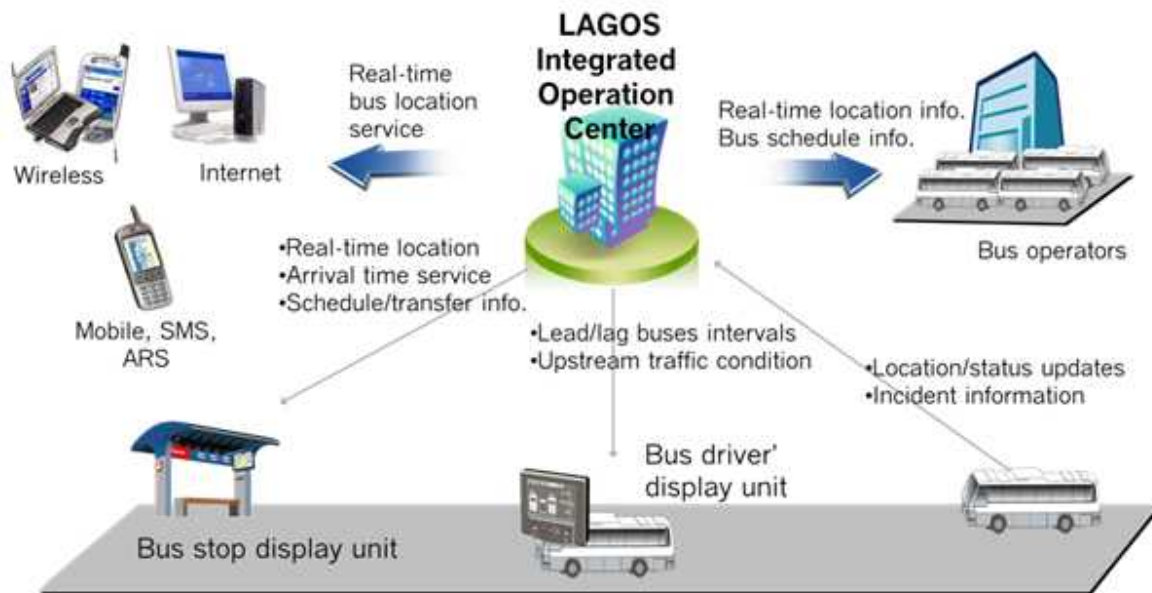 LAGOS
Integrated
Operation
Center
Real-time
bus location
service
Real-time location info.
Bus schedule info.
Wireless
Internet
Bus operators
•Real-time location
•Arrival time service
•Schedule/transfer info.
Mobile, SMS,
ARS
•Lead/lag buses intervals
•Upstream traffic condition
•Location/status updates
•Incident information
Bus driver'
display unit
Bus stop display unit